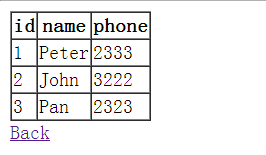 id name phone
1 Peter 2333
2 John 3222
3 Pan 2323
Back